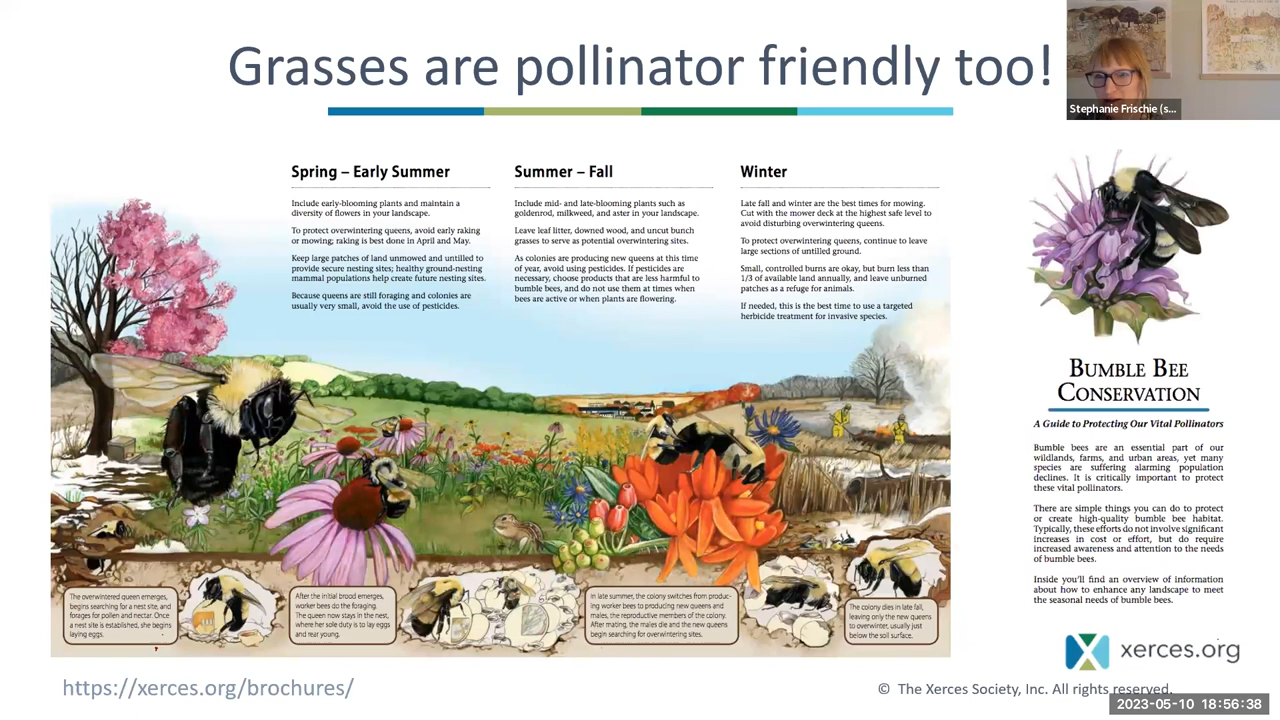 Grasses are pollinator friendly too!
Stephanie Frischie (s...
Spring – Early Summer
Include early-blooming plants and maintain a
diversity of flowers in your landscape.
To protect overwintering queens, avoid early raking
or mowing; raking is best done in April and May.
Keep large patches of land unmowed and untilled to
provide secure nesting sites; healthy ground-nesting
mammal populations help create future nesting sites.
Because queens are still foraging and colonies are
usually very small, avoid the use of pesticides.
Summer – Fall
Include mid- and late-blooming plants such as
goldenrod, milkweed, and aster in your landscape.
Leave leaf litter, downed wood, and uncut bunch
grasses to serve as potential overwintering sites.
As colonies are producing new queens at this time
of year, avoid using pesticides. If pesticides are
necessary, choose products that are less harmful to
bumble bees, and do not use them at times when
bees are active or when plants are flowering.
Winter
Late fall and winter are the best times for mowing.
Cut with the mower deck at the highest safe level to
avoid disturbing overwintering queens.
To protect overwintering queens, continue to leave
large sections of untilled ground.
Small, controlled burns are okay, but burn less than
1/3 of available land annually, and leave unburned
patches as a refuge for animals.
If needed, this is the best time to use a targeted
herbicide treatment for invasive species.
The overwintered queen emerges,
begins searching for a nest site, and
forages for pollen and nectar. Once
a nest site is established, she begins
laying eggs.
After the initial brood emerges,
worker bees do the foraging.
The queen now stays in the nest,
where her sole duty is to lay eggs
and rear young.
In late summer, the colony switches from produc-
ing worker bees to producing new queens and
males, the reproductive members of the colony.
After mating, the males die and the new queens
begin searching for overwintering sites.
The colony dies in late fall,
leaving only the new queens
to overwinter, usually just
below the soil surface.
BUMBLE BEE
CONSERVATION
A Guide to Protecting Our Vital Pollinators
Bumble bees are an essential part of our
wildlands, farms, and urban areas, yet many
species are suffering alarming population
declines. It is critically important to protect
these vital pollinators.
There are simple things you can do to protect
or create high-quality bumble bee habitat.
Typically, these efforts do not involve significant
increases in cost or effort, but do require
increased awareness and attention to the needs
of bumble bees.
Inside you'll find an overview of information
about how to enhance any landscape to meet
the seasonal needs of bumble bees.
xerces.org
https://xerces.org/brochures/
© The Xerces Society, Inc. All rights reserved.
2023-05-10 18:56:38